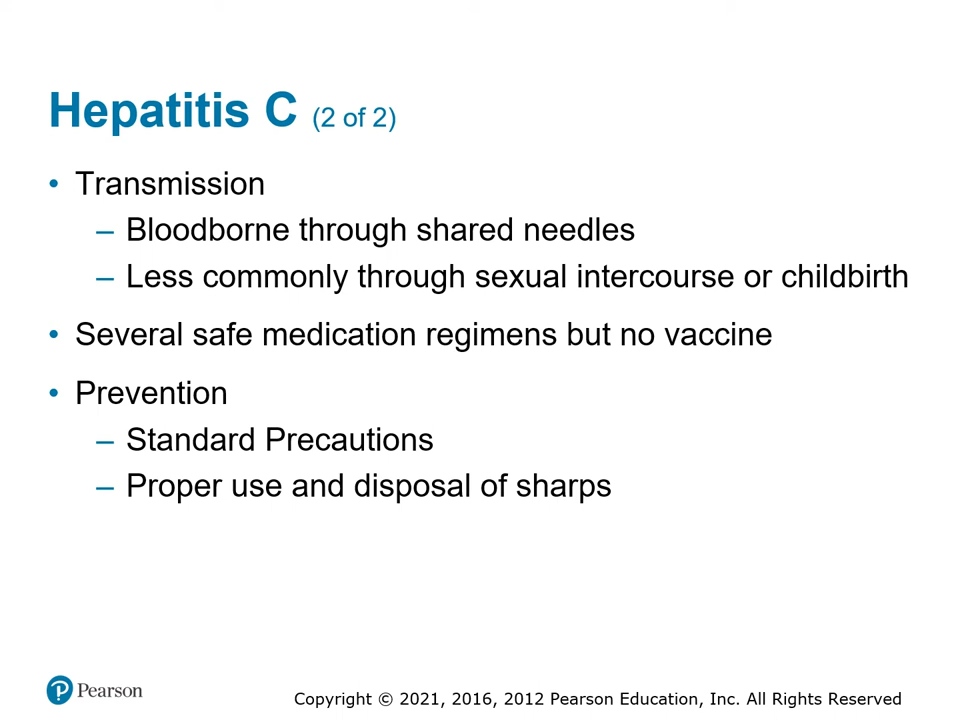 Hepatitis C (2 of 2)
• Transmission
– Bloodborne through shared needles
– Less commonly through sexual intercourse or childbirth
• Several safe medication regimens but no vaccine
• Prevention
– Standard Precautions
– Proper use and disposal of sharps
P Pearson
Copyright © 2021, 2016, 2012 Pearson Education, Inc. All Rights Reserved